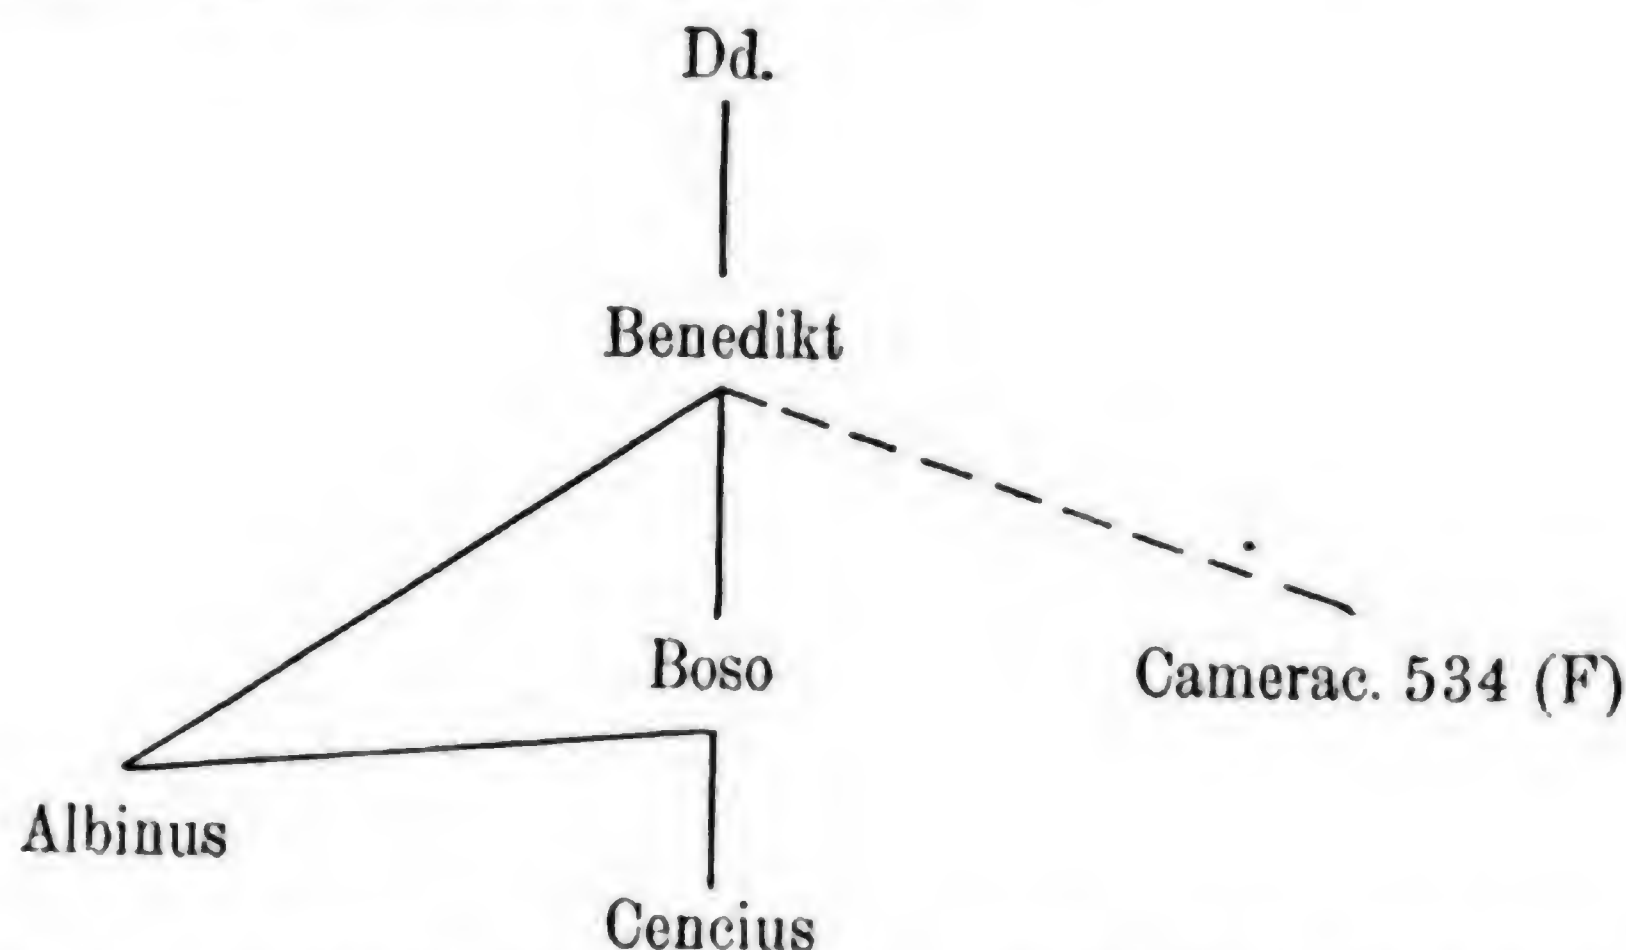 Dd.
Benedikt
Boso
Camerac. 534 (F)
Albinus
Cencius